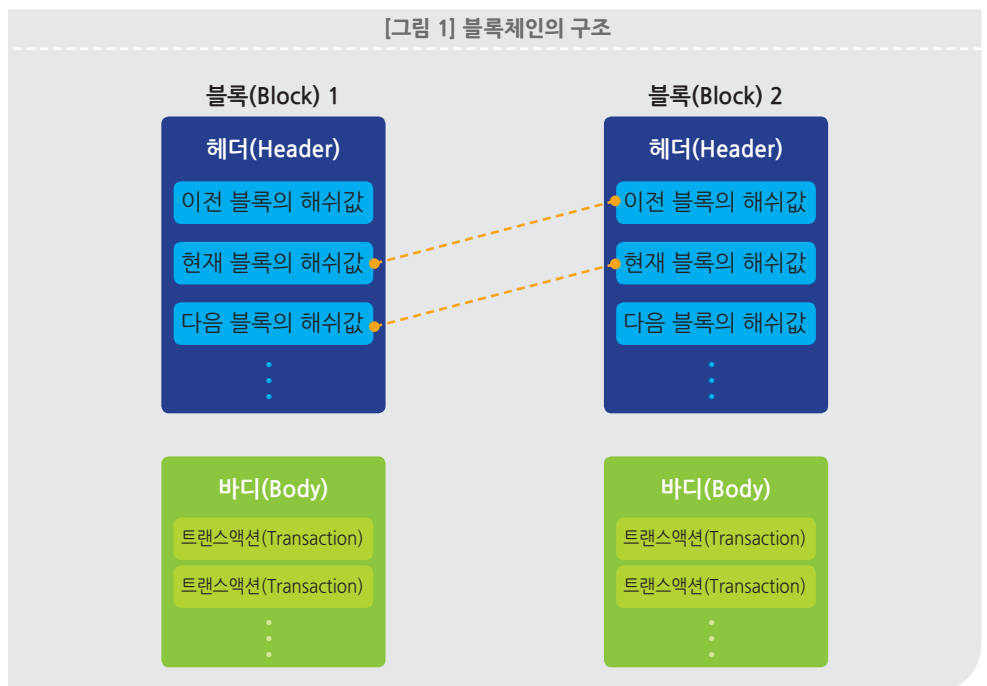 [그림 1] 블록체인의 구조
블록(Block) 1
헤더(Header)
이전 블록의 해쉬값
현재 블록의 해쉬값
다음 블록의 해쉬값
바디(Body)
트랜스액션(Transaction)
트랜스액션(Transaction)
블록(Block) 2
헤더(Header)
이전 블록의 해쉬값
현재 블록의 해쉬값
다음 블록의 해쉬값
바디(Body)
트랜스액션(Transaction)
트랜스액션(Transaction)